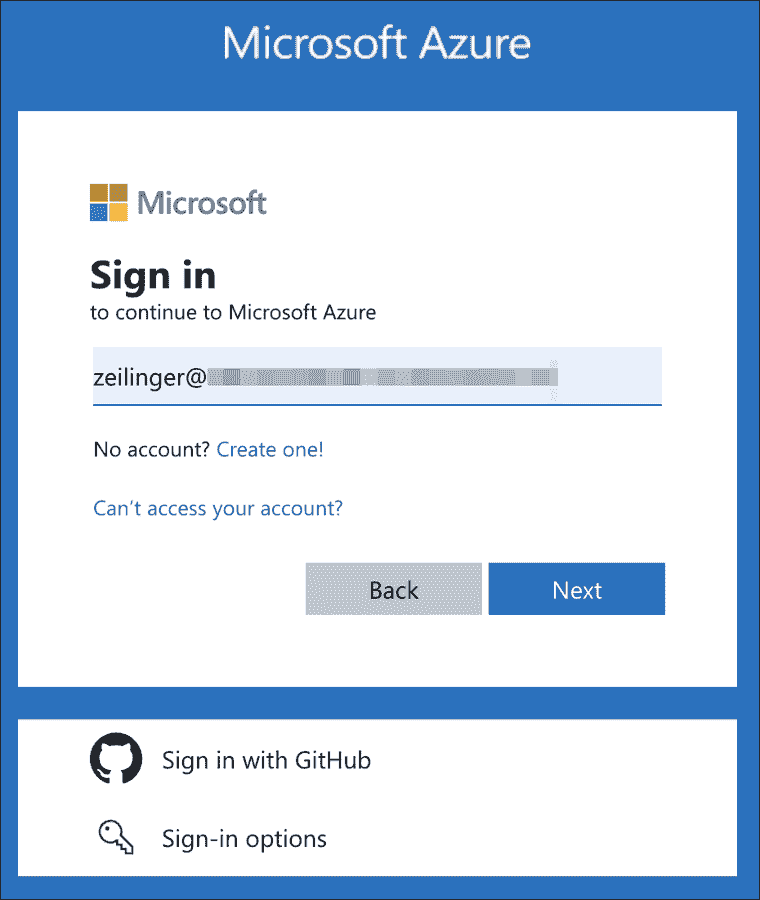 Microsoft Azure
Microsoft
Sign in
to continue to Microsoft Azure
zeilinger@
No account? Create one!
Can’t access your account?
Back Next
Sign in with GitHub
Sign-in options